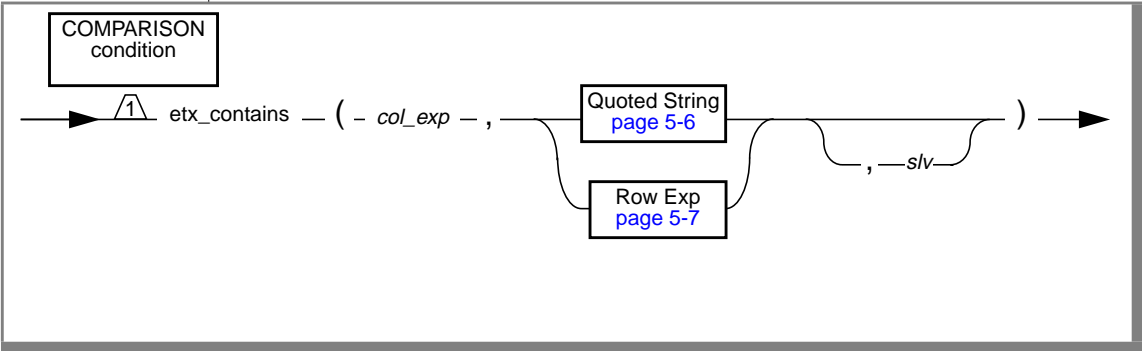 COMPARISON
condition
1 etx_contains ( col_exp , Quoted String
page 5-6
, slv )
Row Exp
page 5-7